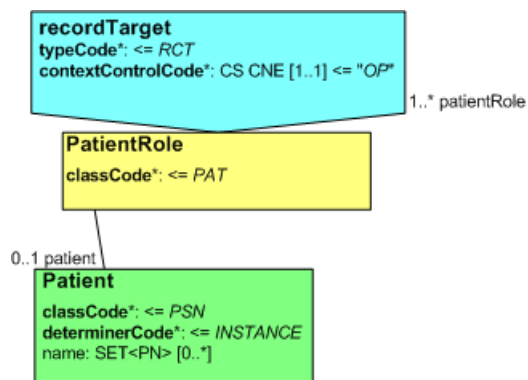 recordTarget
typeCode*: <= RCT
contextControlCode*: CS CNE [1..1] <= "OP"
1..* patientRole
PatientRole
classCode*: <= PAT
0..1 patient
Patient
classCode*: <= PSN
determinerCode*: <= INSTANCE
name: SET<PN> [0..*]